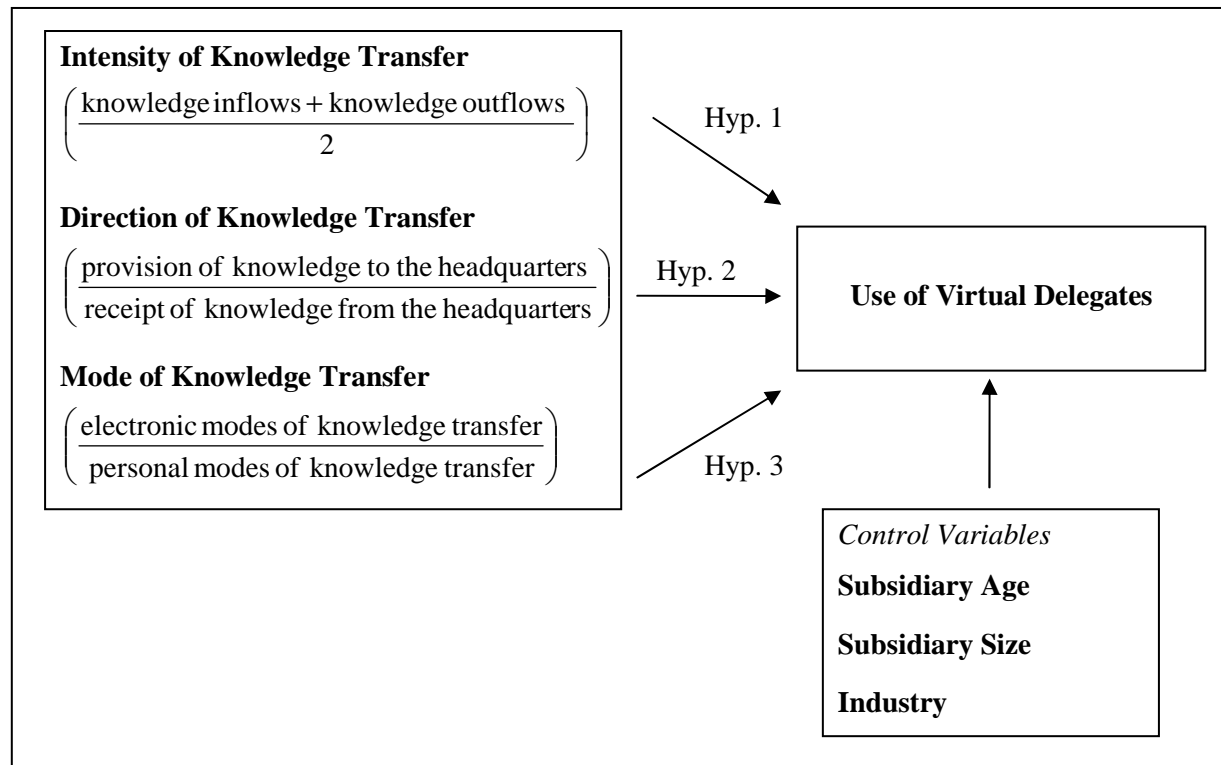 Intensity of Knowledge Transfer
(knowledge inflows + knowledge outflows
2)
Hyp. 1
Direction of Knowledge Transfer
(provision of knowledge to the headquarters
receipt of knowledge from the headquarters)
Hyp. 2
Mode of Knowledge Transfer
(electronic modes of knowledge transfer
personal modes of knowledge transfer)
Hyp. 3
Use of Virtual Delegates
Control Variables
Subsidiary Age
Subsidiary Size
Industry